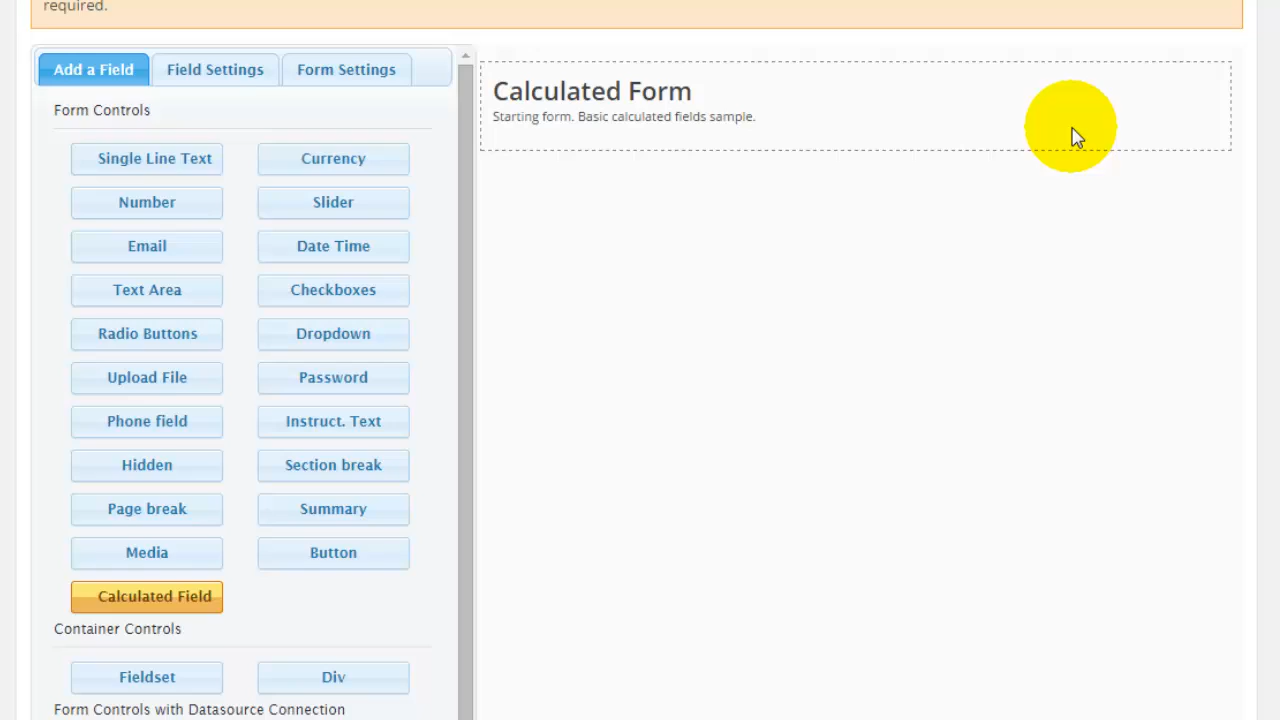 required.
Add a Field Field Settings Form Settings
Form Controls
Single Line Text Currency
Number Slider
Email Date Time
Text Area Checkboxes
Radio Buttons Dropdown
Upload File Password
Phone field Instruct. Text
Hidden Section break
Page break Summary
Media Button
Calculated Field
Container Controls
Fieldset Div
Form Controls with Datasource Connection
Calculated Form
Starting form. Basic calculated fields sample.